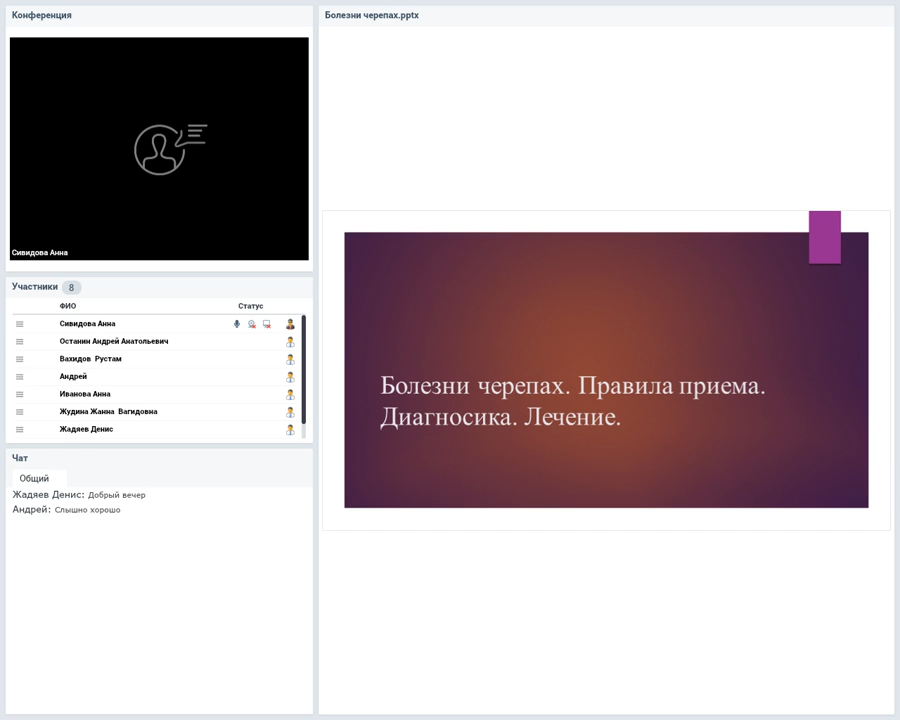 Конференция
Сивидова Анна
Участники 8
ФИО Статус
Сивидова Анна
Останин Андрей Анатольевич
Вахидов Рустам
Андрей
Иванова Анна
Жудина Жанна Вагидовна
Жадяев Денис
Чат
Общий
Жадяев Денис: Добрый вечер
Андрей: Слышно хорошо
Болезни черепах.pptx
Болезни черепах. Правила приема.
Диагносика. Лечение.